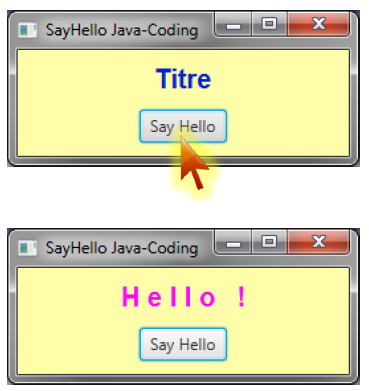 SayHello Java-Coding
Titre
Say Hello
SayHello Java-Coding
H e l l o  !
Say Hello